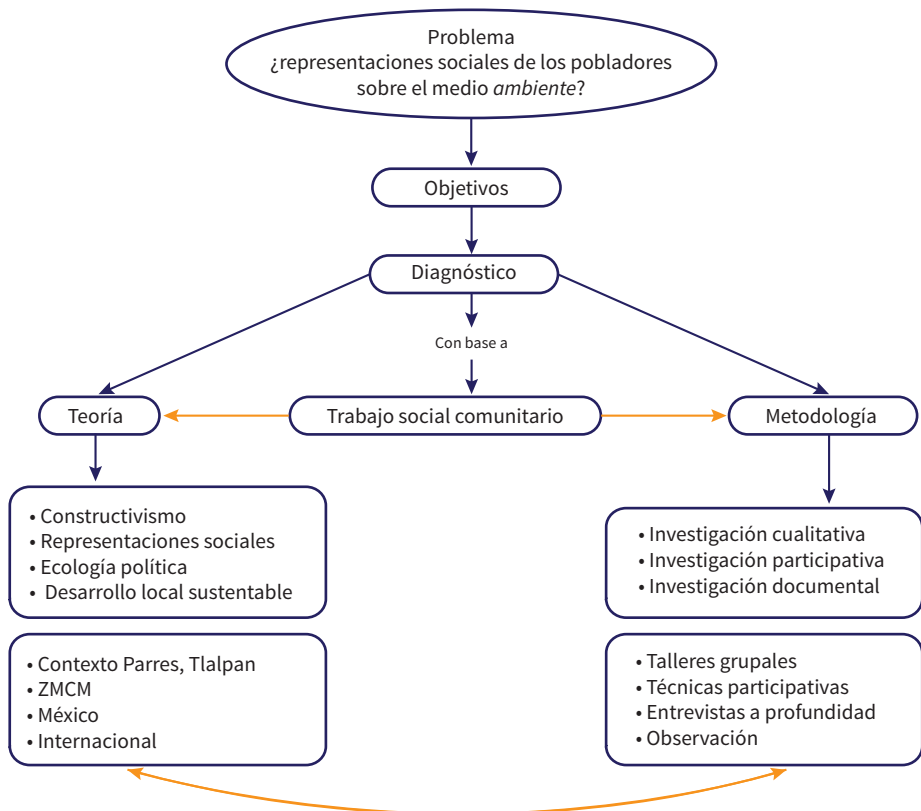 Problema
¿representaciones sociales de los pobladores
sobre el medio ambiente?
Objetivos
Diagnóstico
Con base a
Teoría
Trabajo social comunitario
Metodología
• Constructivismo
• Representaciones sociales
• Ecología política
• Desarrollo local sustentable
• Investigación cualitativa
• Investigación participativa
• Investigación documental
• Contexto Parres, Tlalpan
• ZMCM
• México
• Internacional
• Talleres grupales
• Técnicas participativas
• Entrevistas a profundidad
• Observación